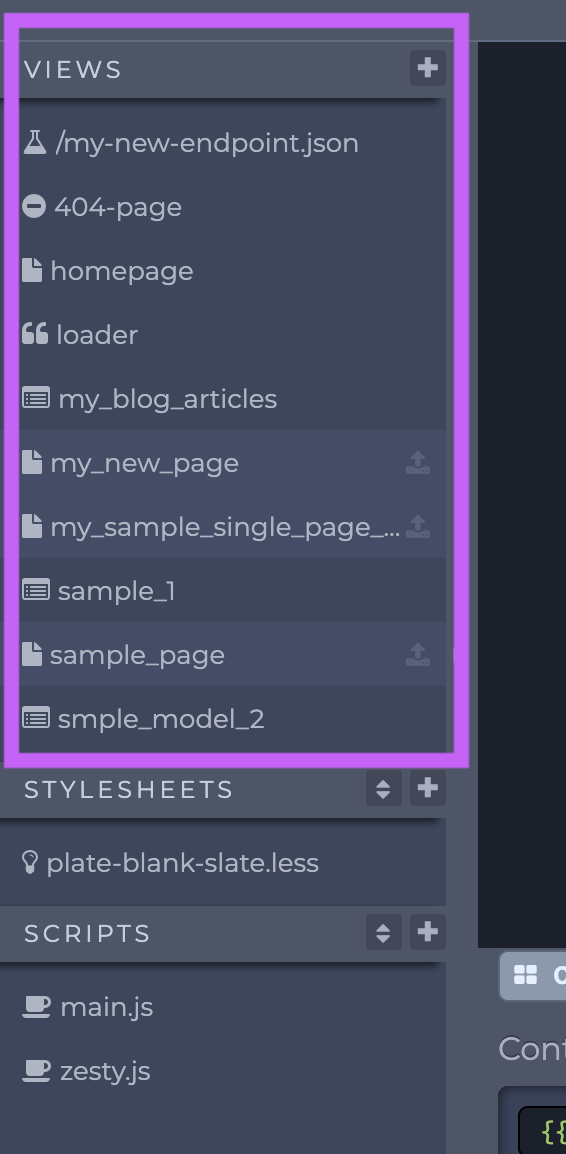 VIEWS
/my-new-endpoint.json
404-page
homepage
loader
my_blog_articles
my_new_page
my_sample_single_page_...
sample_1
sample_page
smple_model_2
STYLESHEETS
plate-blank-slate.less
SCRIPTS
main.js
zesty.js
Cont
{{